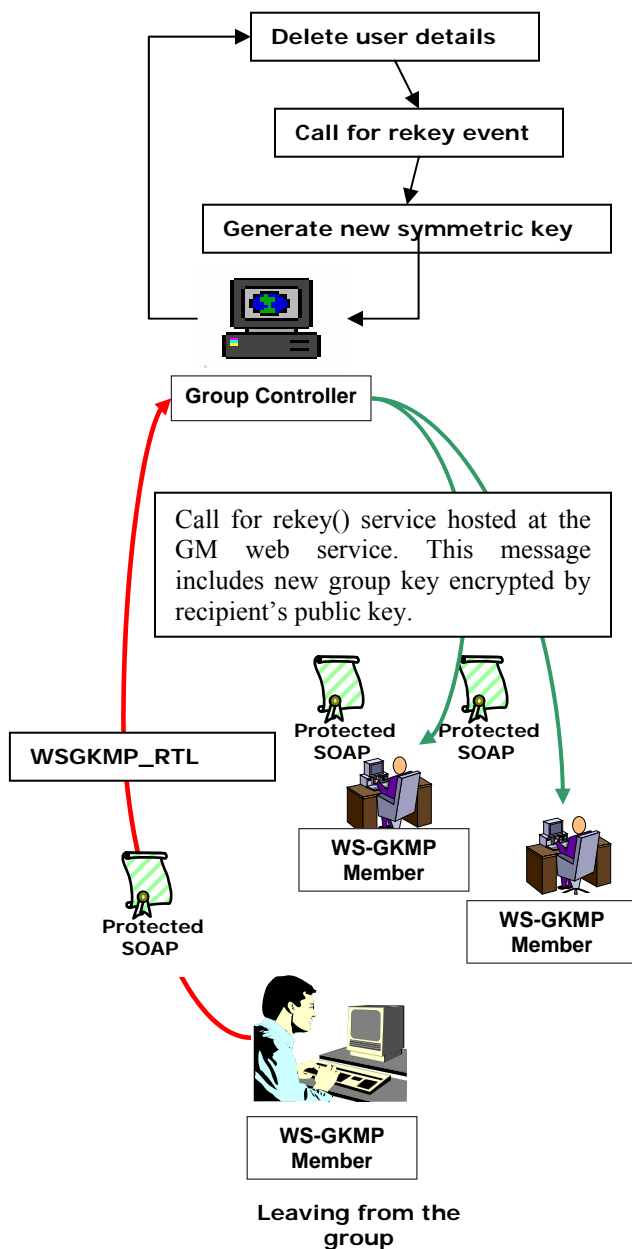 Delete user details
Call for rekey event
Generate new symmetric key
Group Controller
Call for rekey() service hosted at the
GM web service. This message
includes new group key encrypted by
recipient's public key.
Protected
SOAP
Protected
SOAP
WSGKMP_RTL
WS-GKMP
Member
WS-GKMP
Member
Protected
SOAP
WS-GKMP
Member
Leaving from the
group